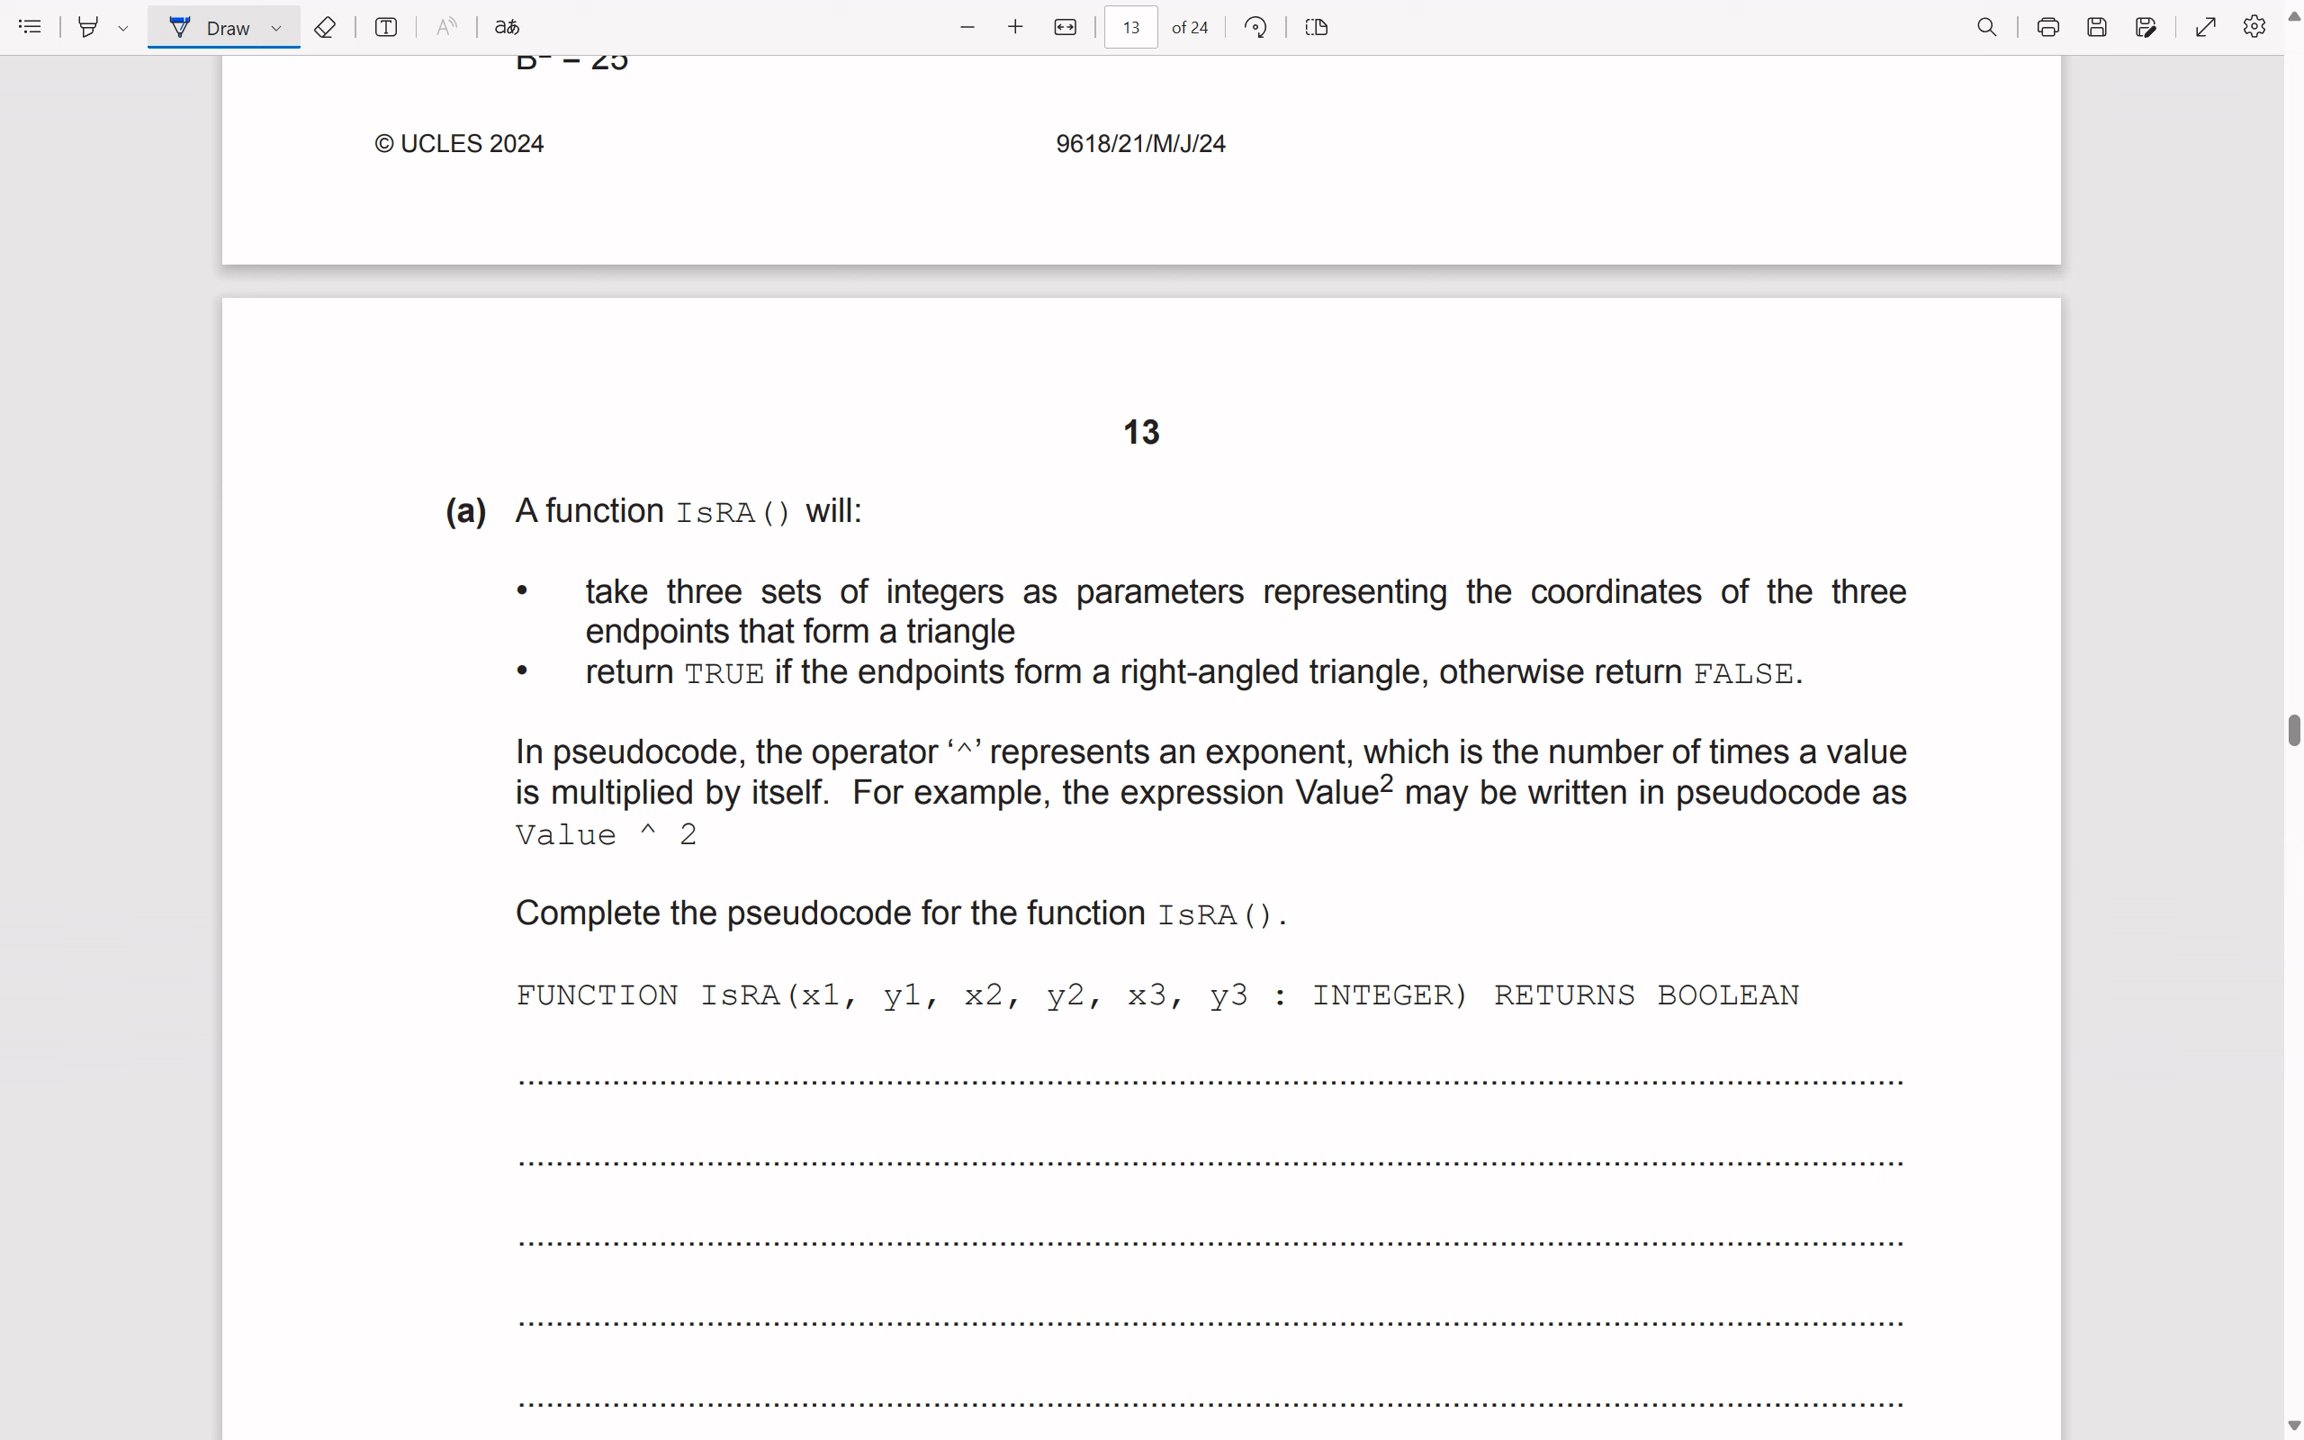 Draw
13 of 24
B² = 25
© UCLES 2024 9618/21/M/J/24
13
(a) A function IsRA() will:
• take three sets of integers as parameters representing the coordinates of the three
endpoints that form a triangle
• return TRUE if the endpoints form a right-angled triangle, otherwise return FALSE.
In pseudocode, the operator ‘^’ represents an exponent, which is the number of times a value
is multiplied by itself. For example, the expression Value² may be written in pseudocode as
Value ^ 2
Complete the pseudocode for the function IsRA().
FUNCTION IsRA(x1, y1, x2, y2, x3, y3 : INTEGER) RETURNS BOOLEAN